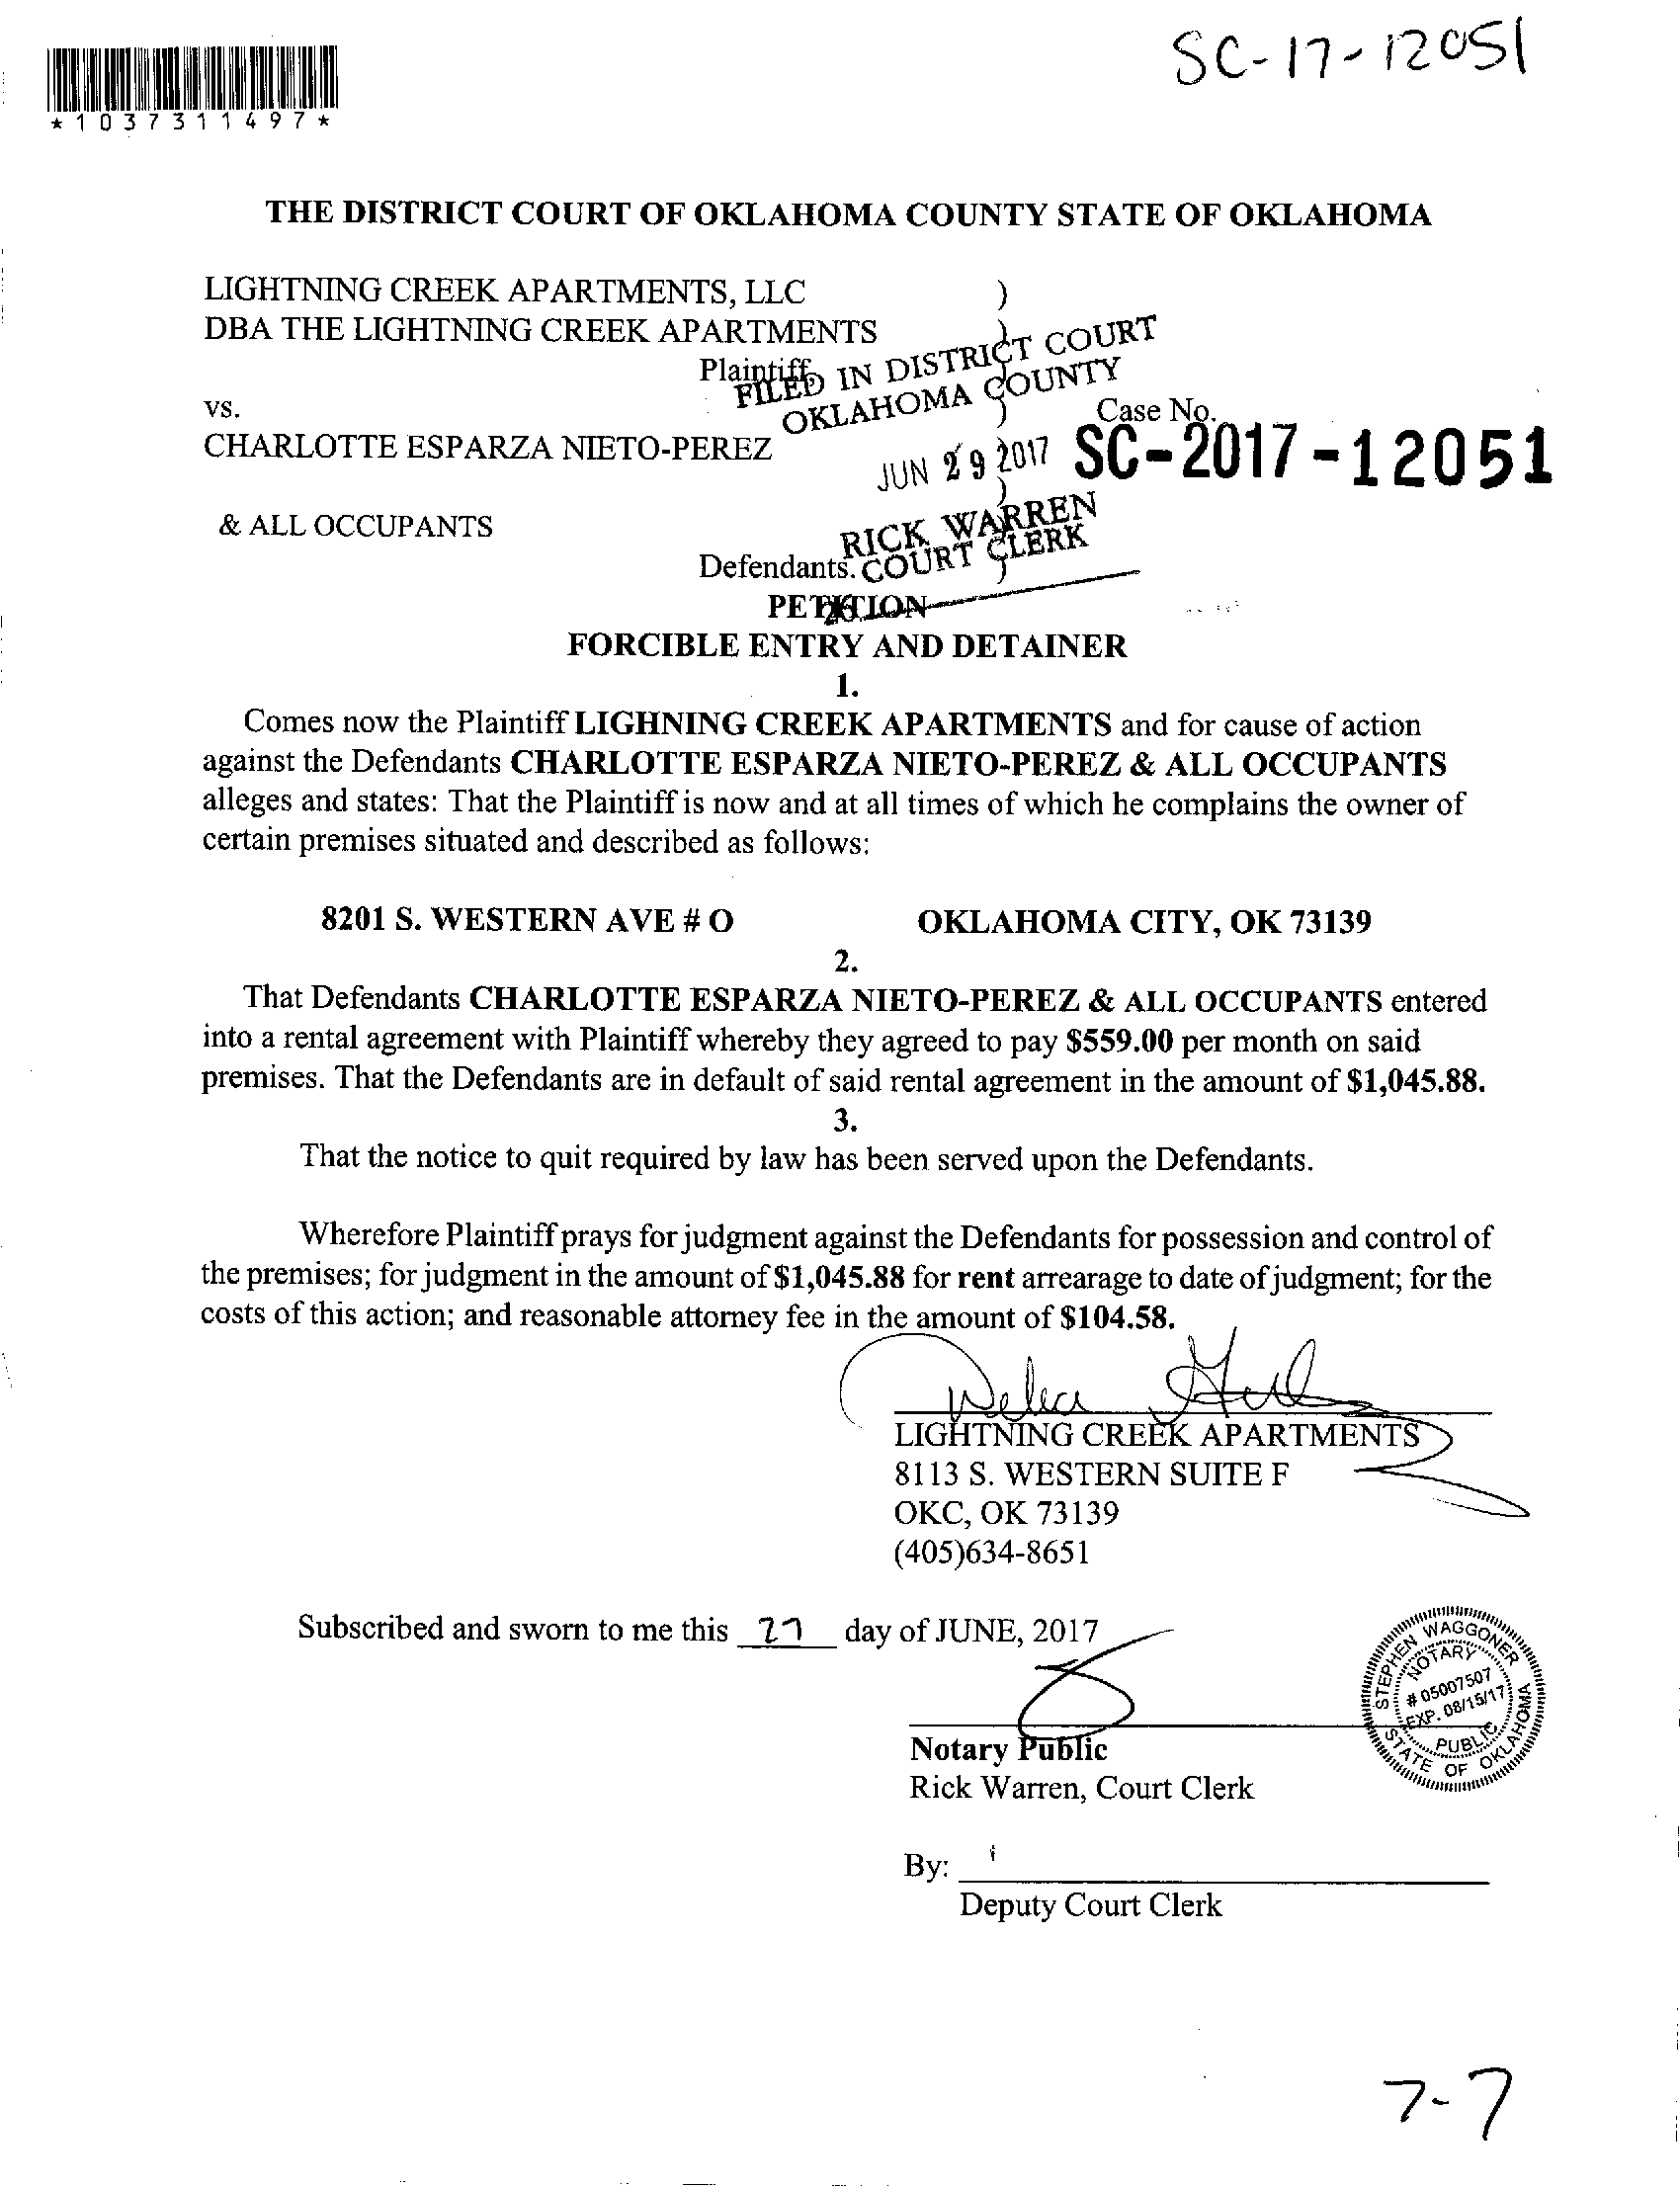 SC-17-12051
*1037311497*
THE DISTRICT COURT OF OKLAHOMA COUNTY STATE OF OKLAHOMA
LIGHTNING CREEK APARTMENTS, LLC )
DBA THE LIGHTNING CREEK APARTMENTS )
Plaintiff,
FILED IN DISTRICT COURT
OKLAHOMA COUNTY
vs. ) Case No.
CHARLOTTE ESPARZA NIETO-PEREZ
JUN 29 2017 SC-2017-12051
)
& ALL OCCUPANTS
RICK WARREN
COURT CLERK
Defendants. )
PETITION
26
FORCIBLE ENTRY AND DETAINER
1.
Comes now the Plaintiff LIGHNING CREEK APARTMENTS and for cause of action
against the Defendants CHARLOTTE ESPARZA NIETO-PEREZ & ALL OCCUPANTS
alleges and states: That the Plaintiff is now and at all times of which he complains the owner of
certain premises situated and described as follows:
8201 S. WESTERN AVE # O OKLAHOMA CITY, OK 73139
2.
That Defendants CHARLOTTE ESPARZA NIETO-PEREZ & ALL OCCUPANTS entered
into a rental agreement with Plaintiff whereby they agreed to pay $559.00 per month on said
premises. That the Defendants are in default of said rental agreement in the amount of $1,045.88.
3.
That the notice to quit required by law has been served upon the Defendants.
Wherefore Plaintiff prays for judgment against the Defendants for possession and control of
the premises; for judgment in the amount of $1,045.88 for rent arrearage to date of judgment; for the
costs of this action; and reasonable attorney fee in the amount of $104.58.
LIGHTNING CREEK APARTMENTS
8113 S. WESTERN SUITE F
OKC, OK 73139
(405)634-8651
Subscribed and sworn to me this 27 day of JUNE, 2017
STEPHEN WAGGONER
NOTARY
# 05007507
EXP. 08/15/17
PUBLIC
STATE OF OKLAHOMA
Notary Public
Rick Warren, Court Clerk
By:
Deputy Court Clerk
7-7